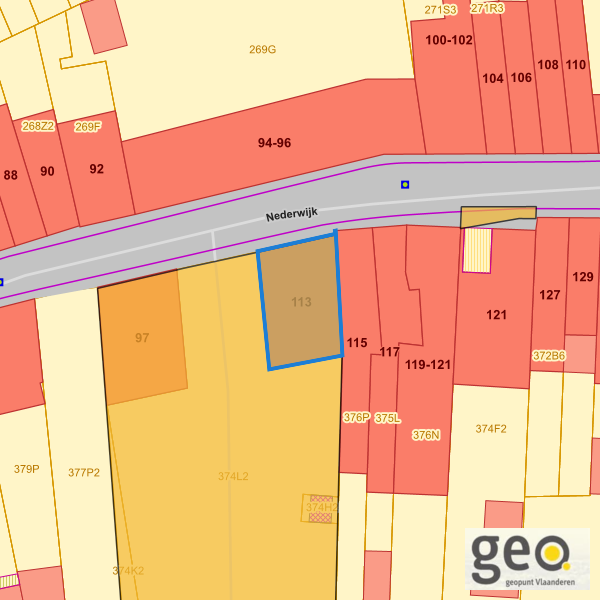 271S3
271R3
100-102
269G
108
110
104
106
268Z2
269F
94-96
92
90
88
Nederwijk
129
127
113
121
97
115
117
119-121
372B6
376P
375L
374F2
376N
379P
377P2
374L2
374H2
geo
geopunt Vlaanderen
374K2